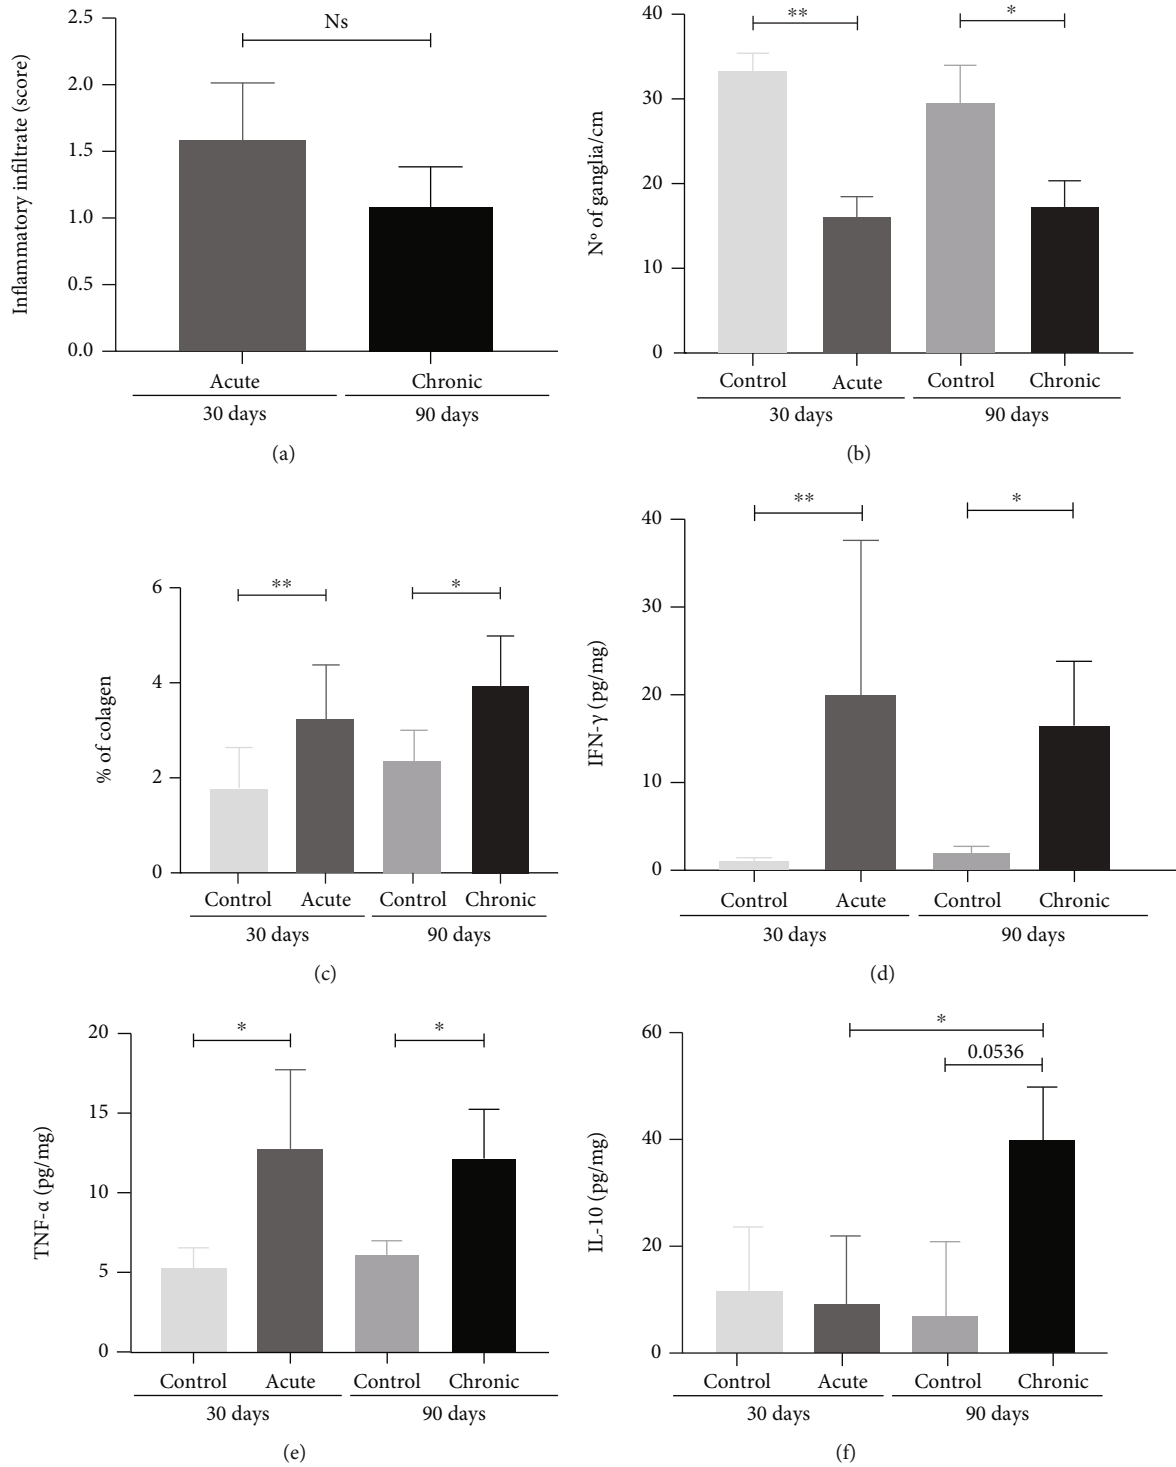 Inflammatory infiltrate (score)
2.5
2.0
1.5
1.0
0.5
0.0
Ns
Acute
Chronic
30 days
90 days
(a)
Nº of ganglia/cm
40
30
20
10
0
**
*
Control
Acute
Control
Chronic
30 days
90 days
(b)
% of colagen
6
4
2
0
**
*
Control
Acute
Control
Chronic
30 days
90 days
(c)
IFN-γ (pg/mg)
40
30
20
10
0
**
*
Control
Acute
Control
Chronic
30 days
90 days
(d)
TNF-α (pg/mg)
20
15
10
5
0
*
*
Control
Acute
Control
Chronic
30 days
90 days
(e)
IL-10 (pg/mg)
60
40
20
0
*
0.0536
Control
Acute
Control
Chronic
30 days
90 days
(f)